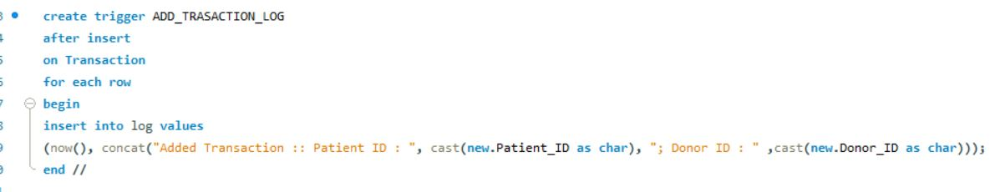 create trigger ADD_TRASACTION_LOG
after insert
on Transaction
for each row
begin
insert into log values
(now(), concat("Added Transaction :: Patient ID : ", cast(new.Patient_ID as char), "; Donor ID : " ,cast(new.Donor_ID as char)));
end //